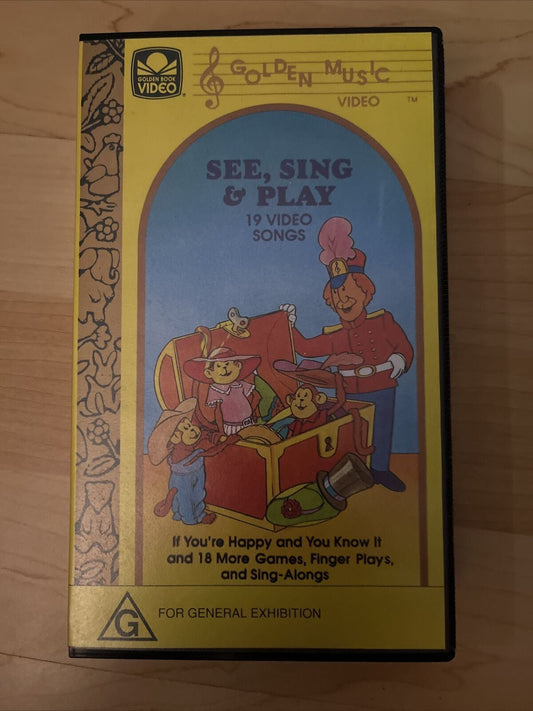 GOLDEN BOOK
VIDEO
GOLDEN MUSIC
VIDEO ™
SEE, SING
& PLAY
19 VIDEO
SONGS
If You're Happy and You Know It
and 18 More Games, Finger Plays,
and Sing-Alongs
G
FOR GENERAL EXHIBITION